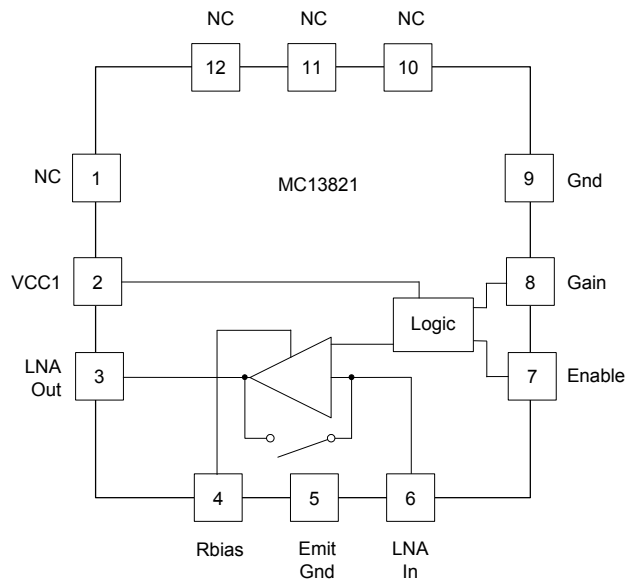 NC
NC
NC
12
11
10
NC
1
MC13821
9
Gnd
VCC1
2
8
Gain
Logic
LNA
Out
3
7
Enable
4
5
6
Rbias
Emit
Gnd
LNA
In